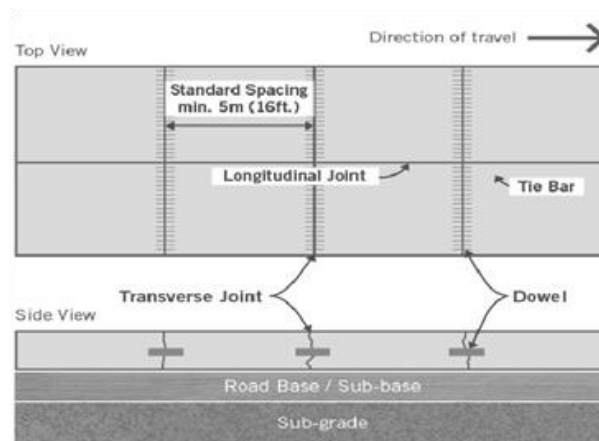 Top View
Direction of travel
Standard Spacing
min. 5m (16ft.)
Longitudinal Joint
Tie Bar
Transverse Joint
Dowel
Side View
Road Base / Sub-base
Sub-grade